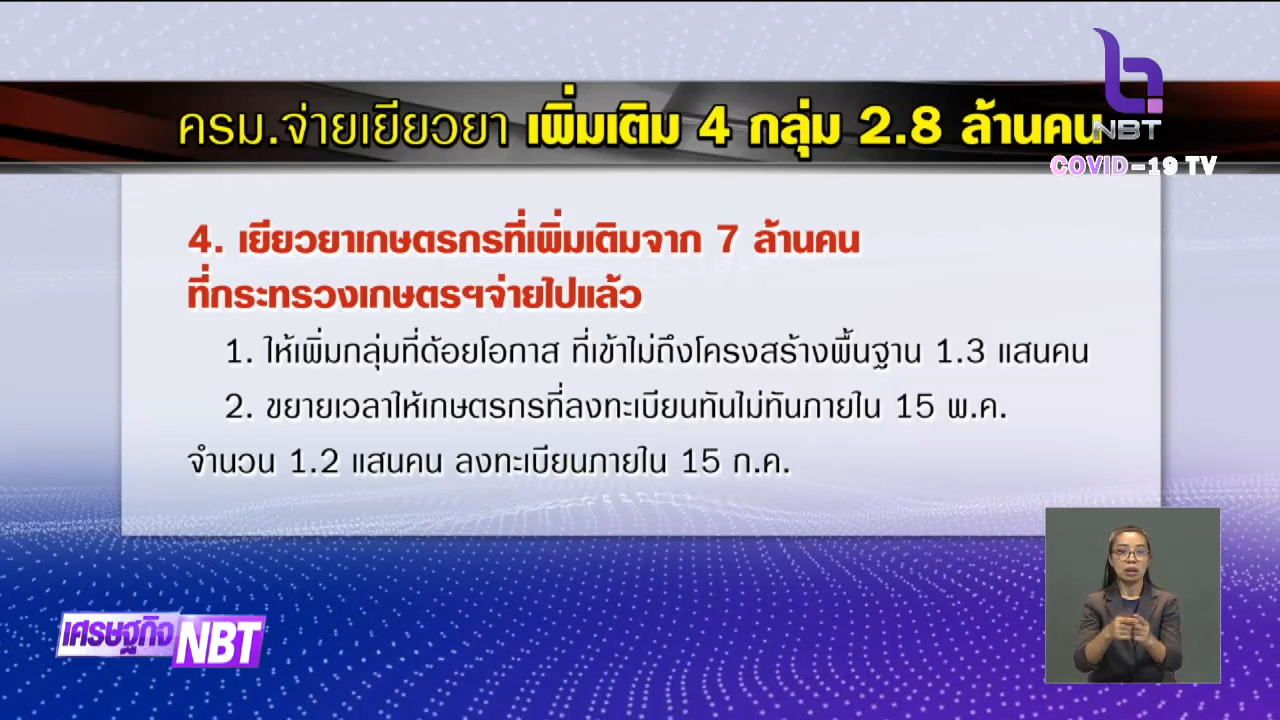 ครม.จ่ายเยียวยา เพิ่มเติม 4 กลุ่ม 2.8 ล้านคน
NBT
COVID-19 TV
4. เยียวยาเกษตรกรที่เพิ่มเติมจาก 7 ล้านคน
ที่กระทรวงเกษตรฯจ่ายไปแล้ว
1. ให้เพิ่มกลุ่มที่ด้อยโอกาส ที่เข้าไม่ถึงโครงสร้างพื้นฐาน 1.3 แสนคน
2. ขยายเวลาให้เกษตรกรที่ลงทะเบียนทันไม่ทันภายใน 15 พ.ค.
จำนวน 1.2 แสนคน ลงทะเบียนภายใน 15 ก.ค.
เศรษฐกิจ NBT